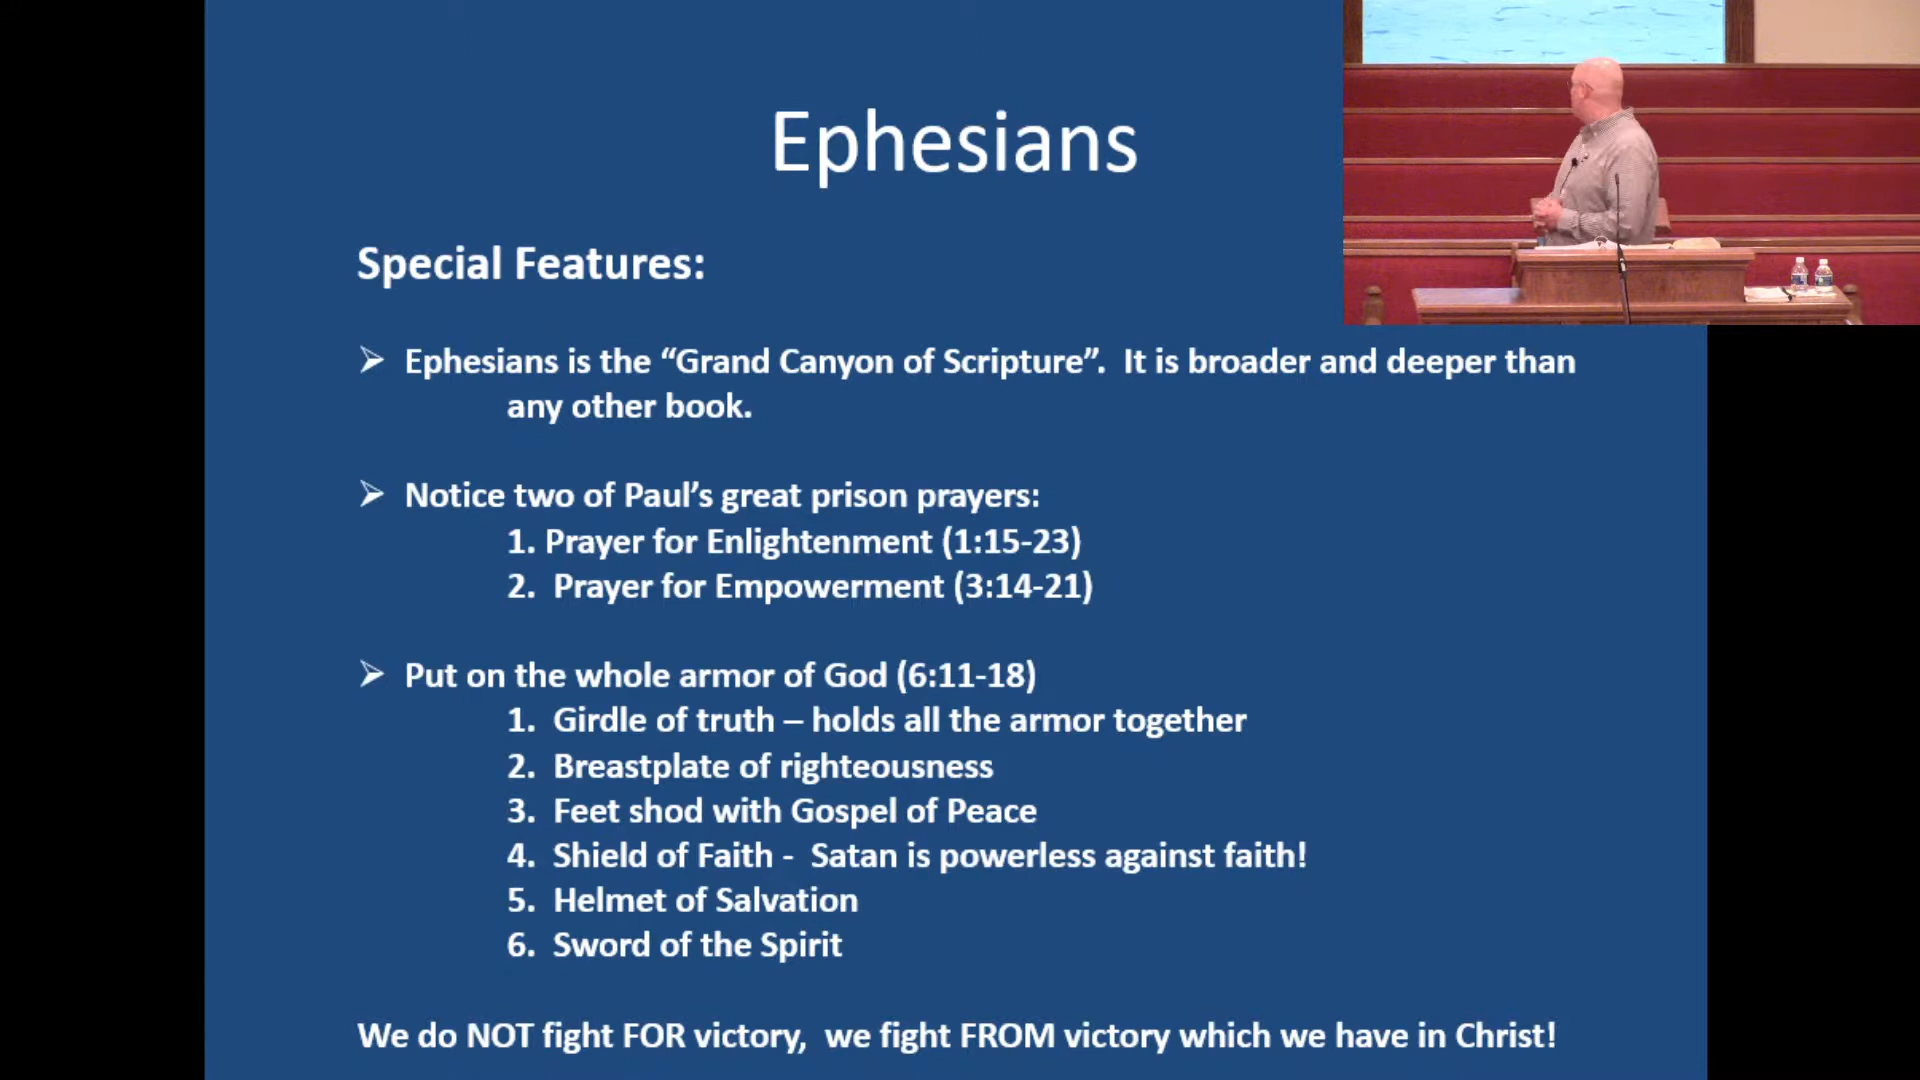 Ephesians
Special Features:
➢ Ephesians is the “Grand Canyon of Scripture”.  It is broader and deeper than
any other book.
➢ Notice two of Paul’s great prison prayers:
1. Prayer for Enlightenment (1:15-23)
2.  Prayer for Empowerment (3:14-21)
➢ Put on the whole armor of God (6:11-18)
1.  Girdle of truth – holds all the armor together
2.  Breastplate of righteousness
3.  Feet shod with Gospel of Peace
4.  Shield of Faith -  Satan is powerless against faith!
5.  Helmet of Salvation
6.  Sword of the Spirit
We do NOT fight FOR victory,  we fight FROM victory which we have in Christ!